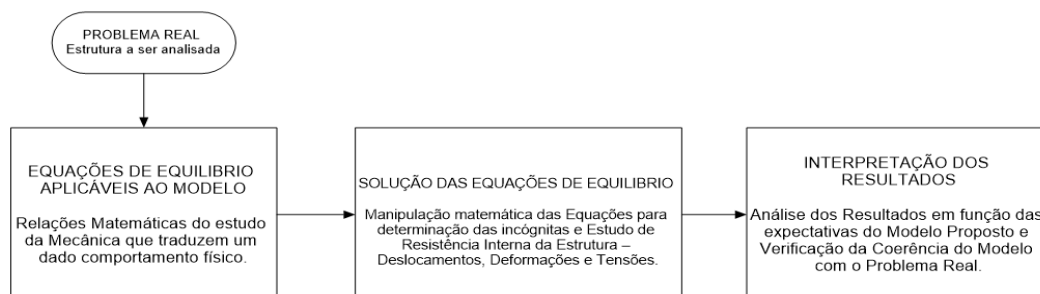 PROBLEMA REAL
Estrutura a ser analisada
EQUAÇÕES DE EQUILIBRIO
APLICÁVEIS AO MODELO
Relações Matemáticas do estudo
da Mecânica que traduzem um
dado comportamento físico.
SOLUÇÃO DAS EQUAÇÕES DE EQUILIBRIO
Manipulação matemática das Equações para
determinação das incógnitas e Estudo de
Resistência Interna da Estrutura –
Deslocamentos, Deformações e Tensões.
INTERPRETAÇÃO DOS
RESULTADOS
Análise dos Resultados em função das
expectativas do Modelo Proposto e
Verificação da Coerência do Modelo
com o Problema Real.